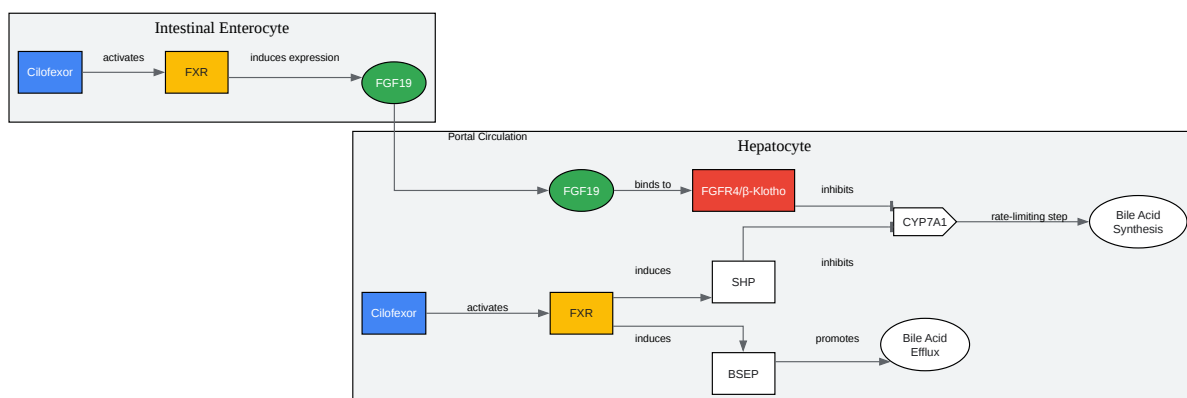 Intestinal Enterocyte
Cilofexor
activates
FXR
induces expression
FGF19
Portal Circulation
Hepatocyte
FGF19
binds to
FGFR4/β-Klotho
inhibits
CYP7A1
rate-limiting step
Bile Acid
Synthesis
inhibits
induces
SHP
Cilofexor
activates
FXR
induces
BSEP
promotes
Bile Acid
Efflux